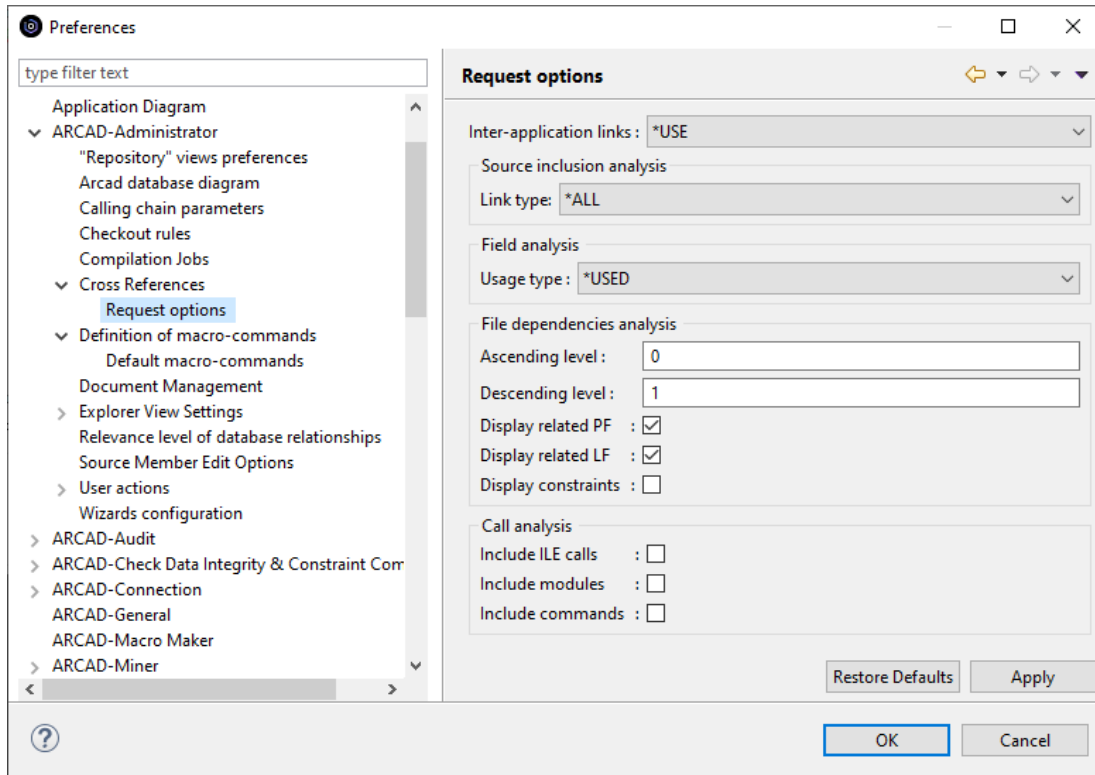 Preferences
type filter text
Application Diagram
ARCAD-Administrator
"Repository" views preferences
Arcad database diagram
Calling chain parameters
Checkout rules
Compilation Jobs
Cross References
Request options
Definition of macro-commands
Default macro-commands
Document Management
Explorer View Settings
Relevance level of database relationships
Source Member Edit Options
User actions
Wizards configuration
ARCAD-Audit
ARCAD-Check Data Integrity & Constraint Com
ARCAD-Connection
ARCAD-General
ARCAD-Macro Maker
ARCAD-Miner
Request options
Inter-application links : *USE
Source inclusion analysis
Link type: *ALL
Field analysis
Usage type : *USED
File dependencies analysis
Ascending level : 0
Descending level : 1
Display related PF :
Display related LF :
Display constraints :
Call analysis
Include ILE calls :
Include modules :
Include commands :
Restore Defaults Apply
? OK Cancel